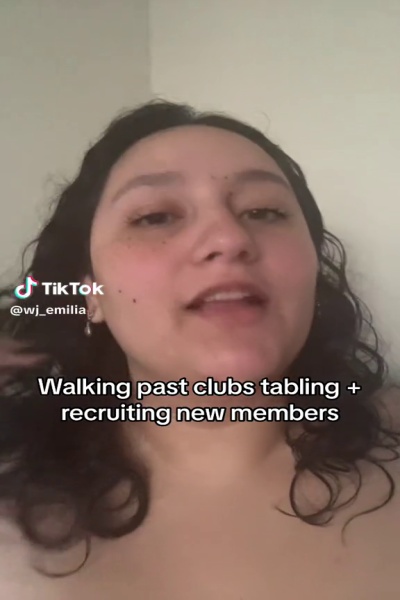 TikTok
@wj_emilia
Walking past clubs tabling +
recruiting new members